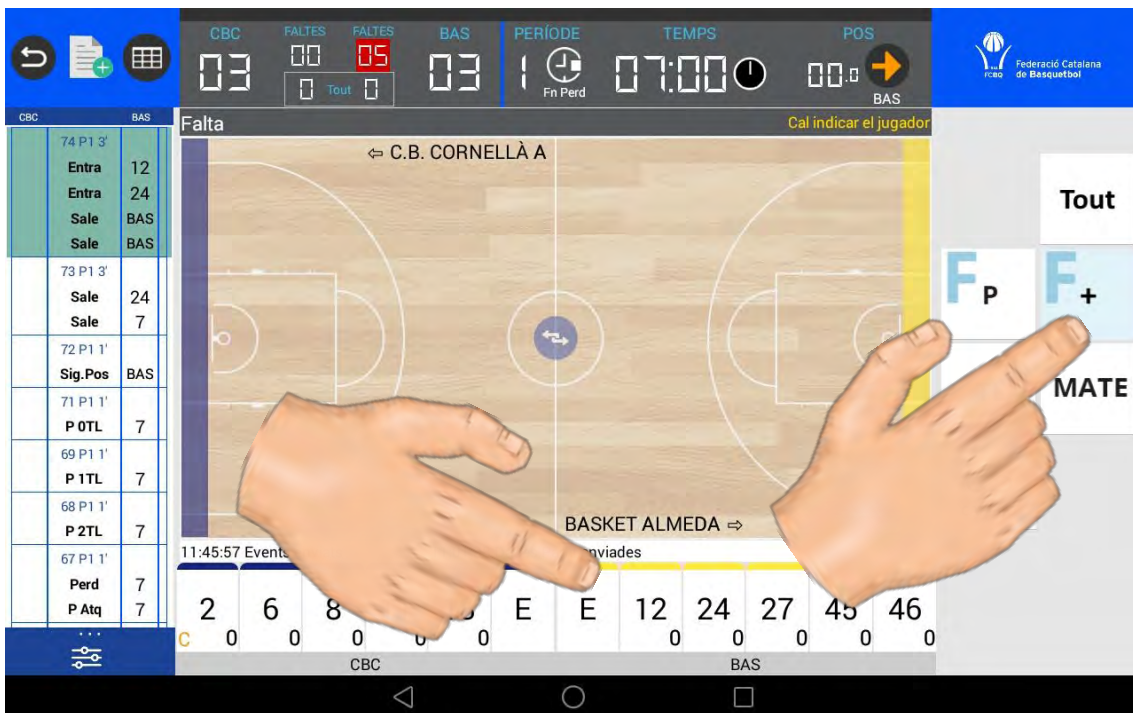 CBC
FALTES
FALTES
BAS
PERÍODE
TEMPS
POS
03
00
05
03
1
07:00
00.0
0 Tout 0
Fn Perd
BAS
FCBQ
Federació Catalana
de Basquetbol
CBC BAS
74 P1 3'
Entra 12
Entra 24
Sale BAS
Sale BAS
73 P1 3'
Sale 24
Sale 7
72 P1 1'
Sig.Pos BAS
71 P1 1'
P 0TL 7
69 P1 1'
P 1TL 7
68 P1 1'
P 2TL 7
67 P1 1'
Perd 7
P Atq 7
Falta Cal indicar el jugador
⇦ C.B. CORNELLÀ A
BASKET ALMEDA ⇨
11:45:57 Events
2 6 8 E E 12 24 27 45 46
C 0 0 0 0 0 0 0 0 0 0
CBC BAS
Tout
F P
F +
MATE